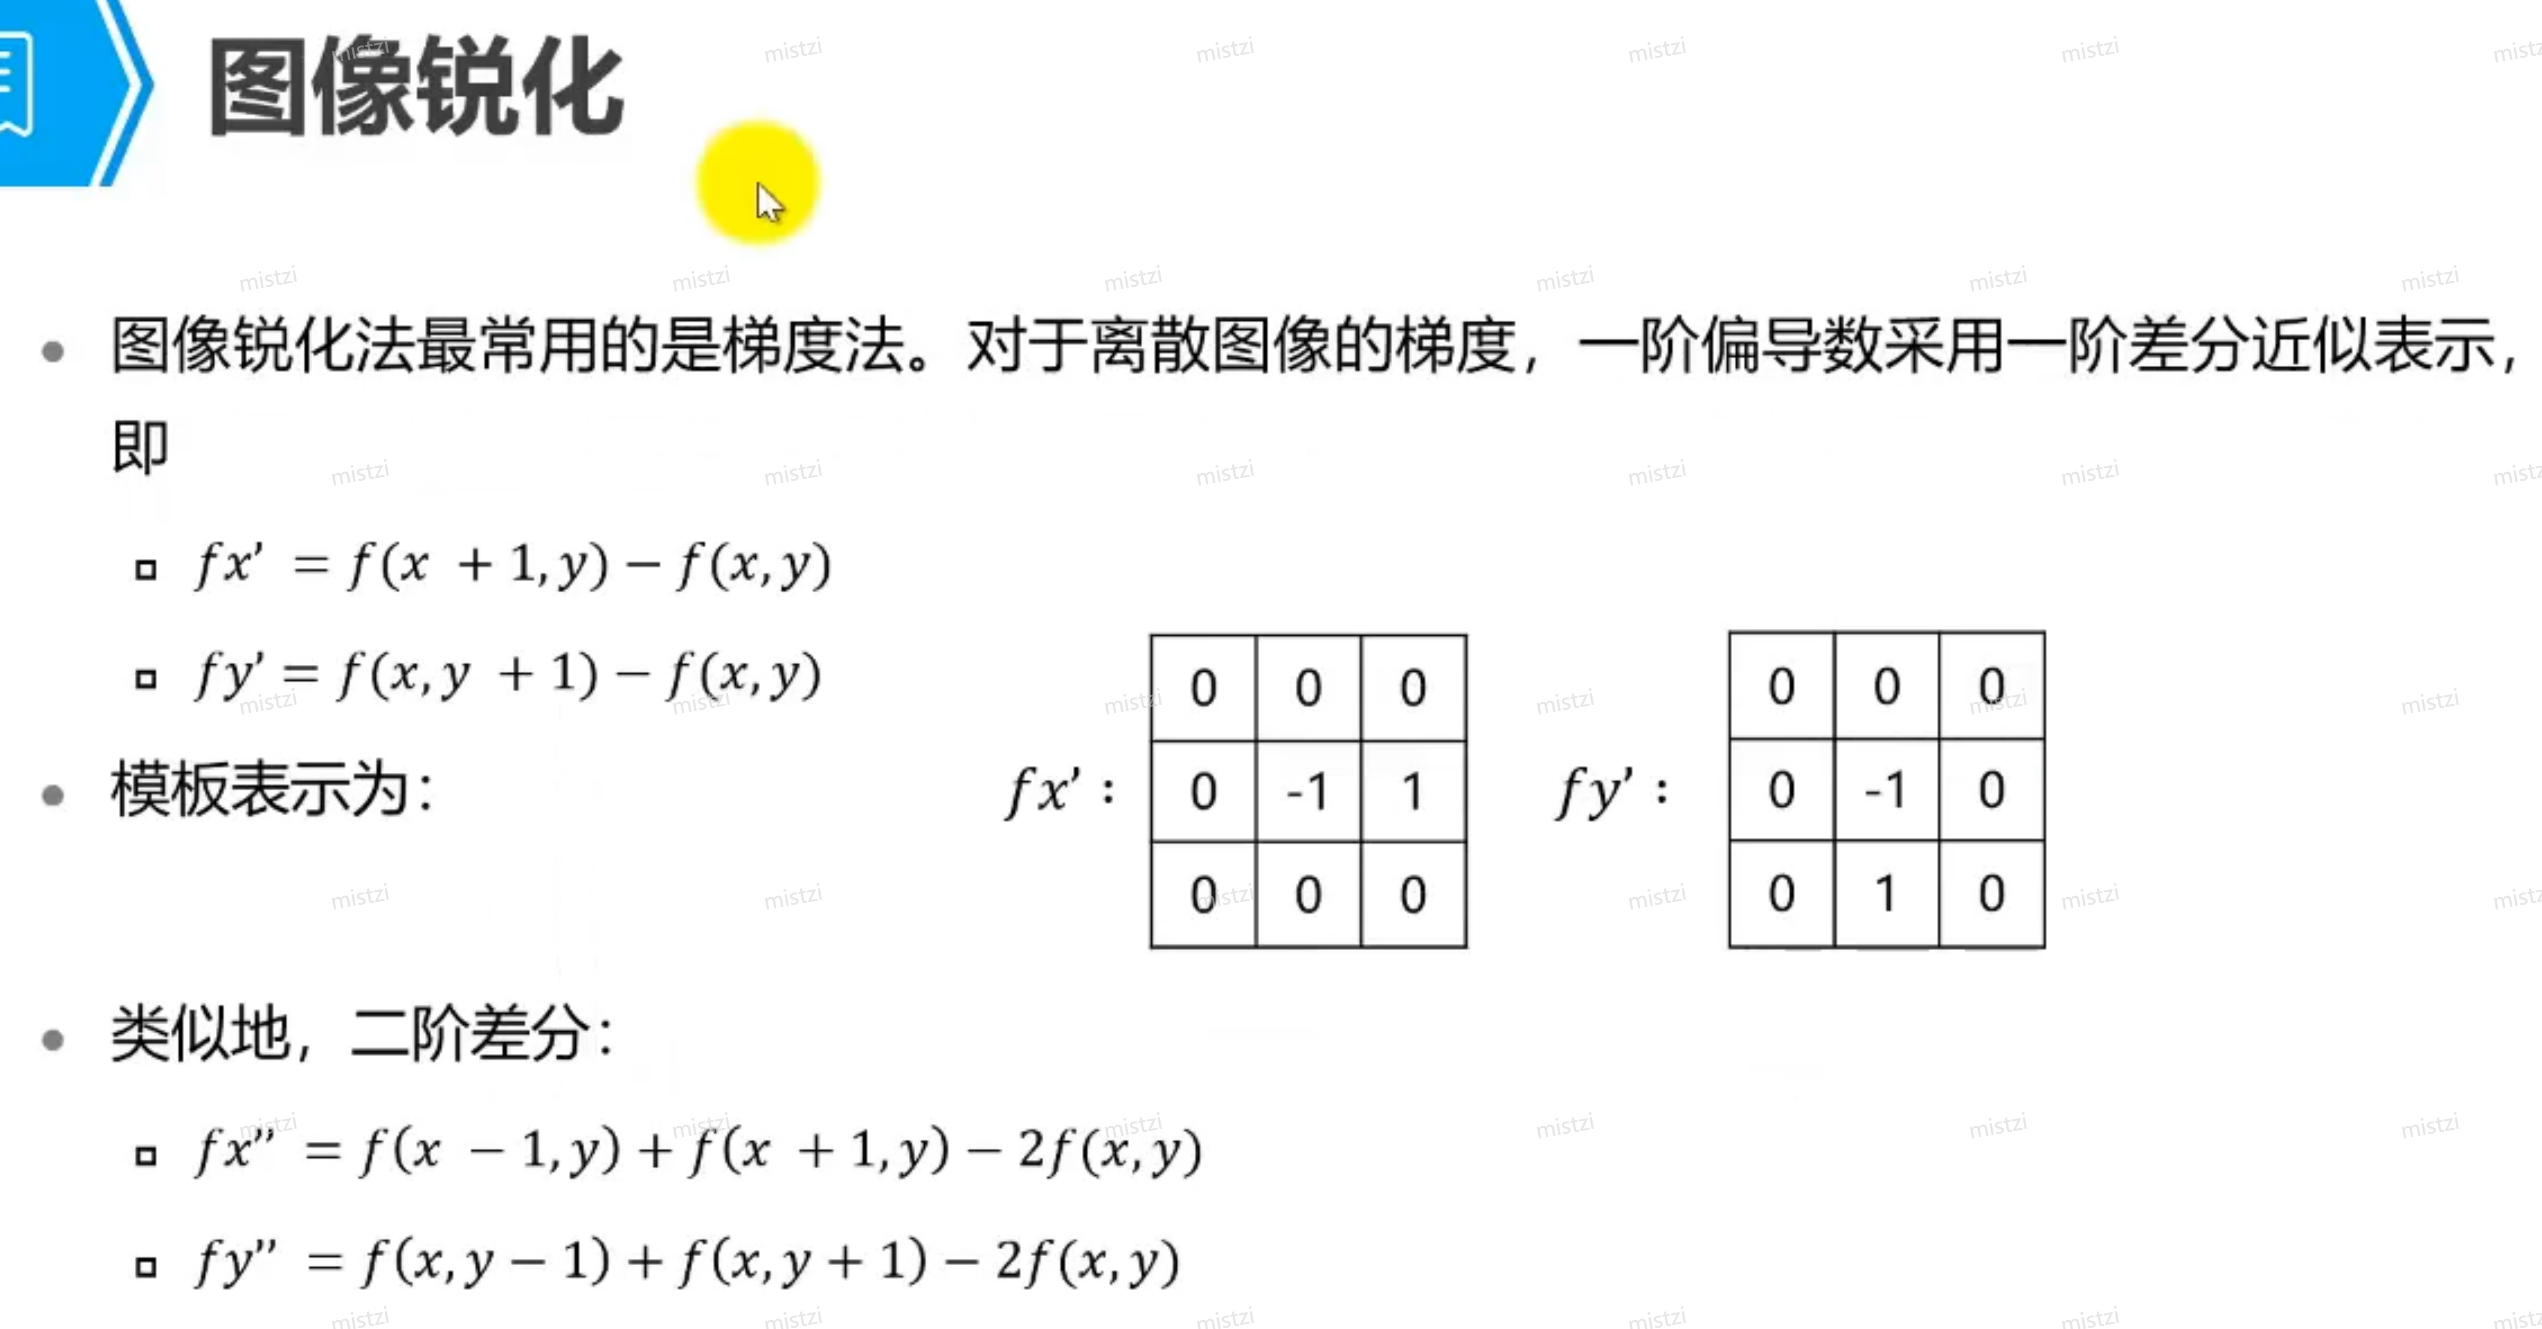 图像锐化
图像锐化法最常用的是梯度法。对于离散图像的梯度，一阶偏导数采用一阶差分近似表示，
即
fx’ = f(x + 1, y) − f(x, y)
fy’ = f(x, y + 1) − f(x, y)
模板表示为：
fx’：
0 0 0
0 -1 1
0 0 0
fy’：
0 0 0
0 -1 0
0 1 0
类似地，二阶差分：
fx’’ = f(x − 1, y) + f(x + 1, y) − 2f(x, y)
fy’’ = f(x, y − 1) + f(x, y + 1) − 2f(x, y)
mistzi